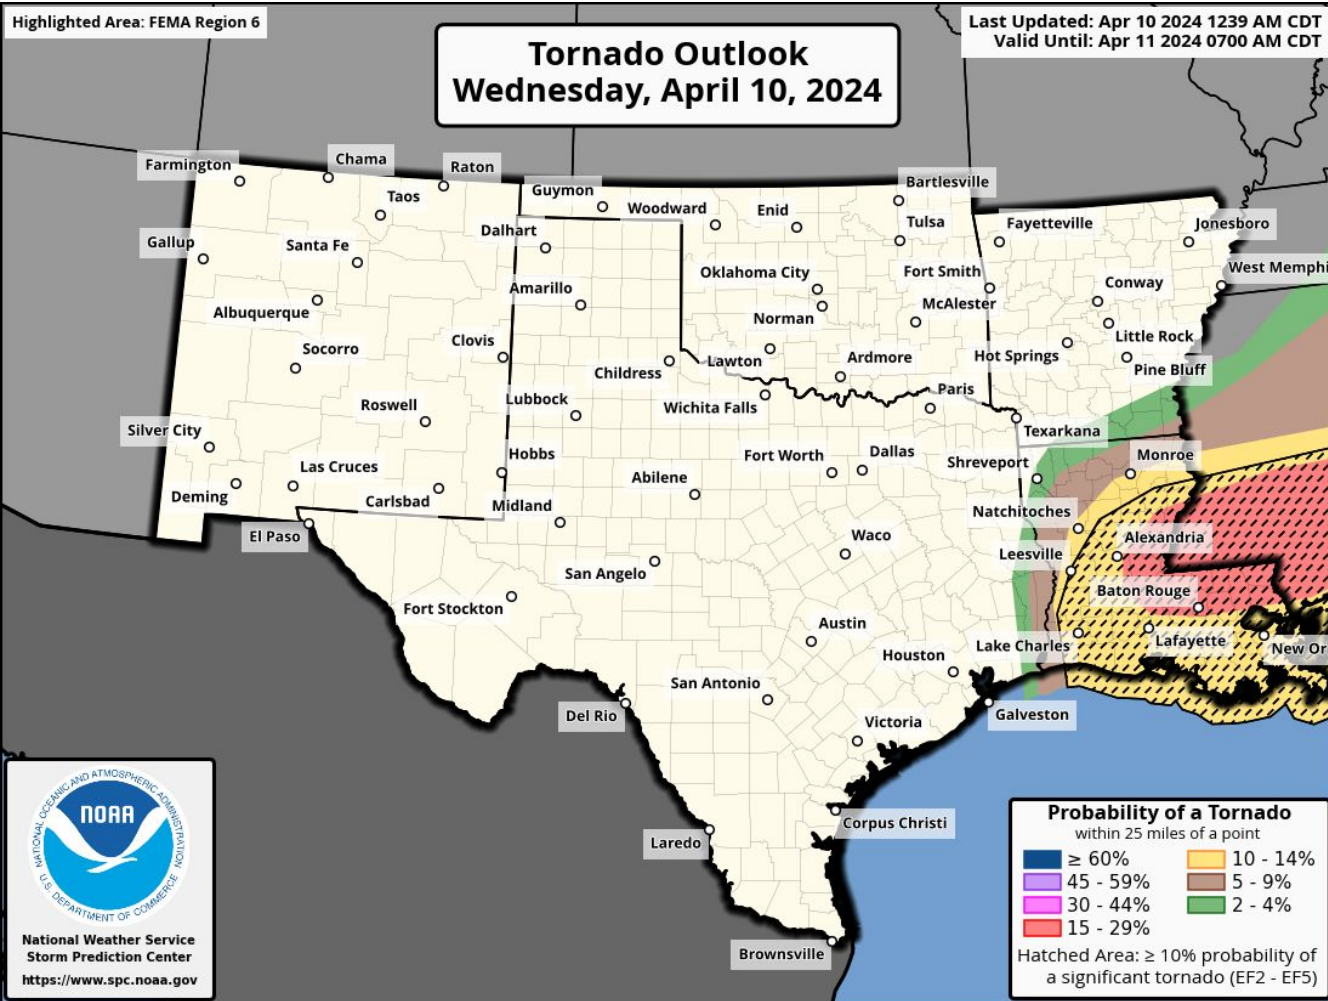 Highlighted Area: FEMA Region 6
Last Updated: Apr 10 2024 1239 AM CDT
Valid Until: Apr 11 2024 0700 AM CDT
Tornado Outlook
Wednesday, April 10, 2024
Farmington
Chama
Raton
Taos
Guymon
Woodward
Enid
Bartlesville
Tulsa
Fayetteville
Jonesboro
Gallup
Santa Fe
Dalhart
Oklahoma City
Fort Smith
West Memphi
Amarillo
Conway
Albuquerque
Norman
McAlester
Socorro
Clovis
Little Rock
Childress
Lawton
Ardmore
Hot Springs
Pine Bluff
Roswell
Lubbock
Wichita Falls
Paris
Silver City
Texarkana
Las Cruces
Hobbs
Fort Worth
Dallas
Shreveport
Monroe
Deming
Carlsbad
Midland
Abilene
Natchitoches
El Paso
Waco
Leesville
Alexandria
San Angelo
Baton Rouge
Fort Stockton
Austin
Lake Charles
Lafayette
New Or
Houston
San Antonio
Del Rio
Victoria
Galveston
Corpus Christi
Laredo
Brownsville
NATIONAL OCEANIC AND ATMOSPHERIC ADMINISTRATION
NOAA
U.S. DEPARTMENT OF COMMERCE
National Weather Service
Storm Prediction Center
https://www.spc.noaa.gov
Probability of a Tornado
within 25 miles of a point
≥ 60%
10 - 14%
45 - 59%
5 - 9%
30 - 44%
2 - 4%
15 - 29%
Hatched Area: ≥ 10% probability of
a significant tornado (EF2 - EF5)